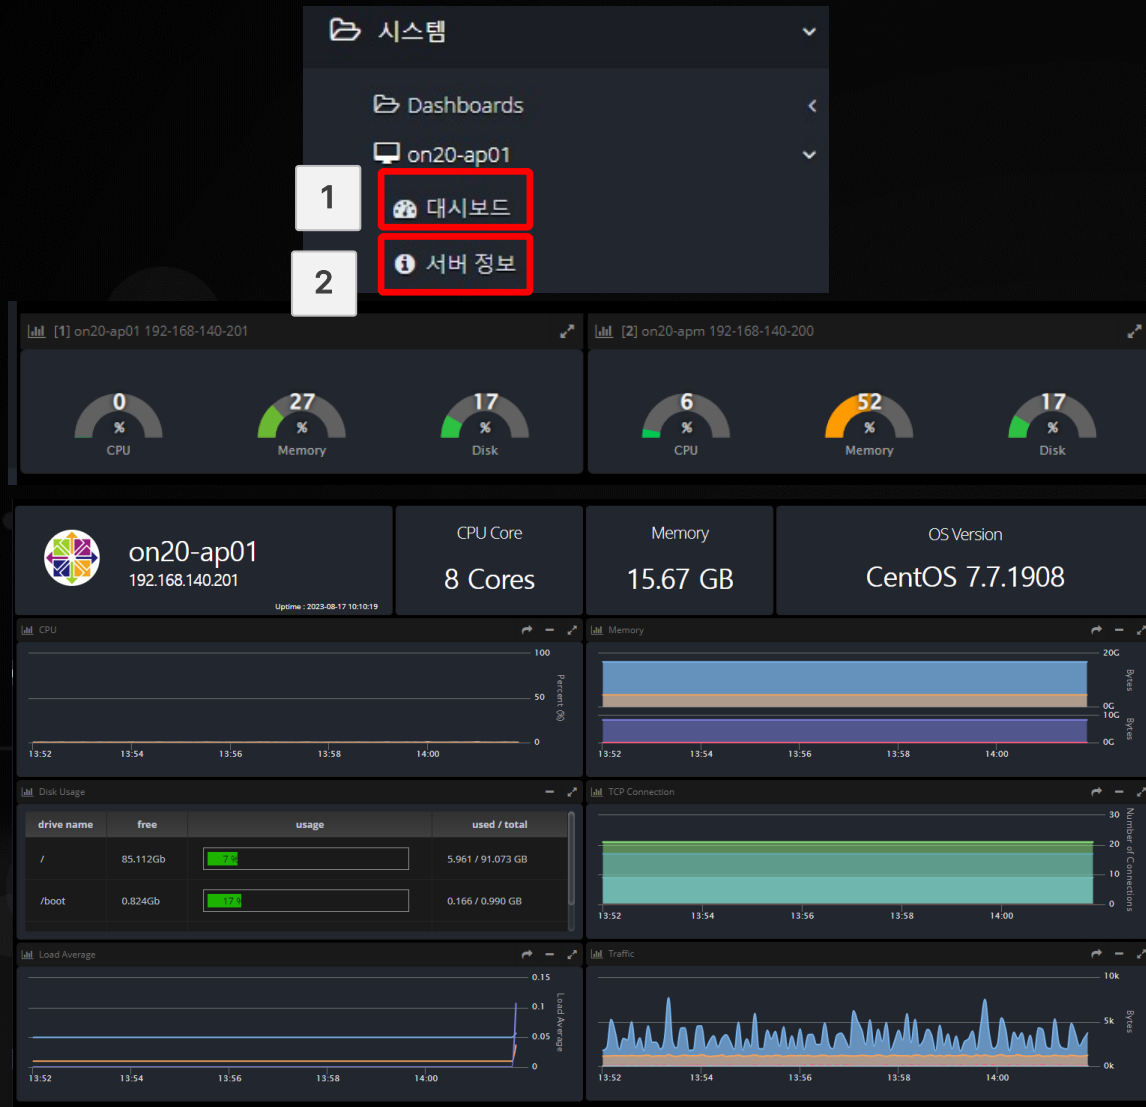 시스템
Dashboards
on20-ap01
1
대시보드
2
서버 정보
[1] on20-ap01 192-168-140-201
0
%
CPU
27
%
Memory
17
%
Disk
[2] on20-apm 192-168-140-200
6
%
CPU
52
%
Memory
17
%
Disk
on20-ap01
192.168.140.201
Uptime : 2023-08-17 10:10:19
CPU Core
8 Cores
Memory
15.67 GB
OS Version
CentOS 7.7.1908
CPU
100
50
0
Percent (%)
13:52 13:54 13:56 13:58 14:00
Memory
20G
0G
Bytes
10G
0G
Bytes
13:52 13:54 13:56 13:58 14:00
Disk Usage
drive name free usage used / total
/ 85.112Gb 7 % 5.961 / 91.073 GB
/boot 0.824Gb 17 % 0.166 / 0.990 GB
TCP Connection
30
20
10
0
Number of Connections
13:52 13:54 13:56 13:58 14:00
Load Average
0.15
0.1
0.05
0
Load Average
13:52 13:54 13:56 13:58 14:00
Traffic
10k
5k
0k
Bytes
13:52 13:54 13:56 13:58 14:00